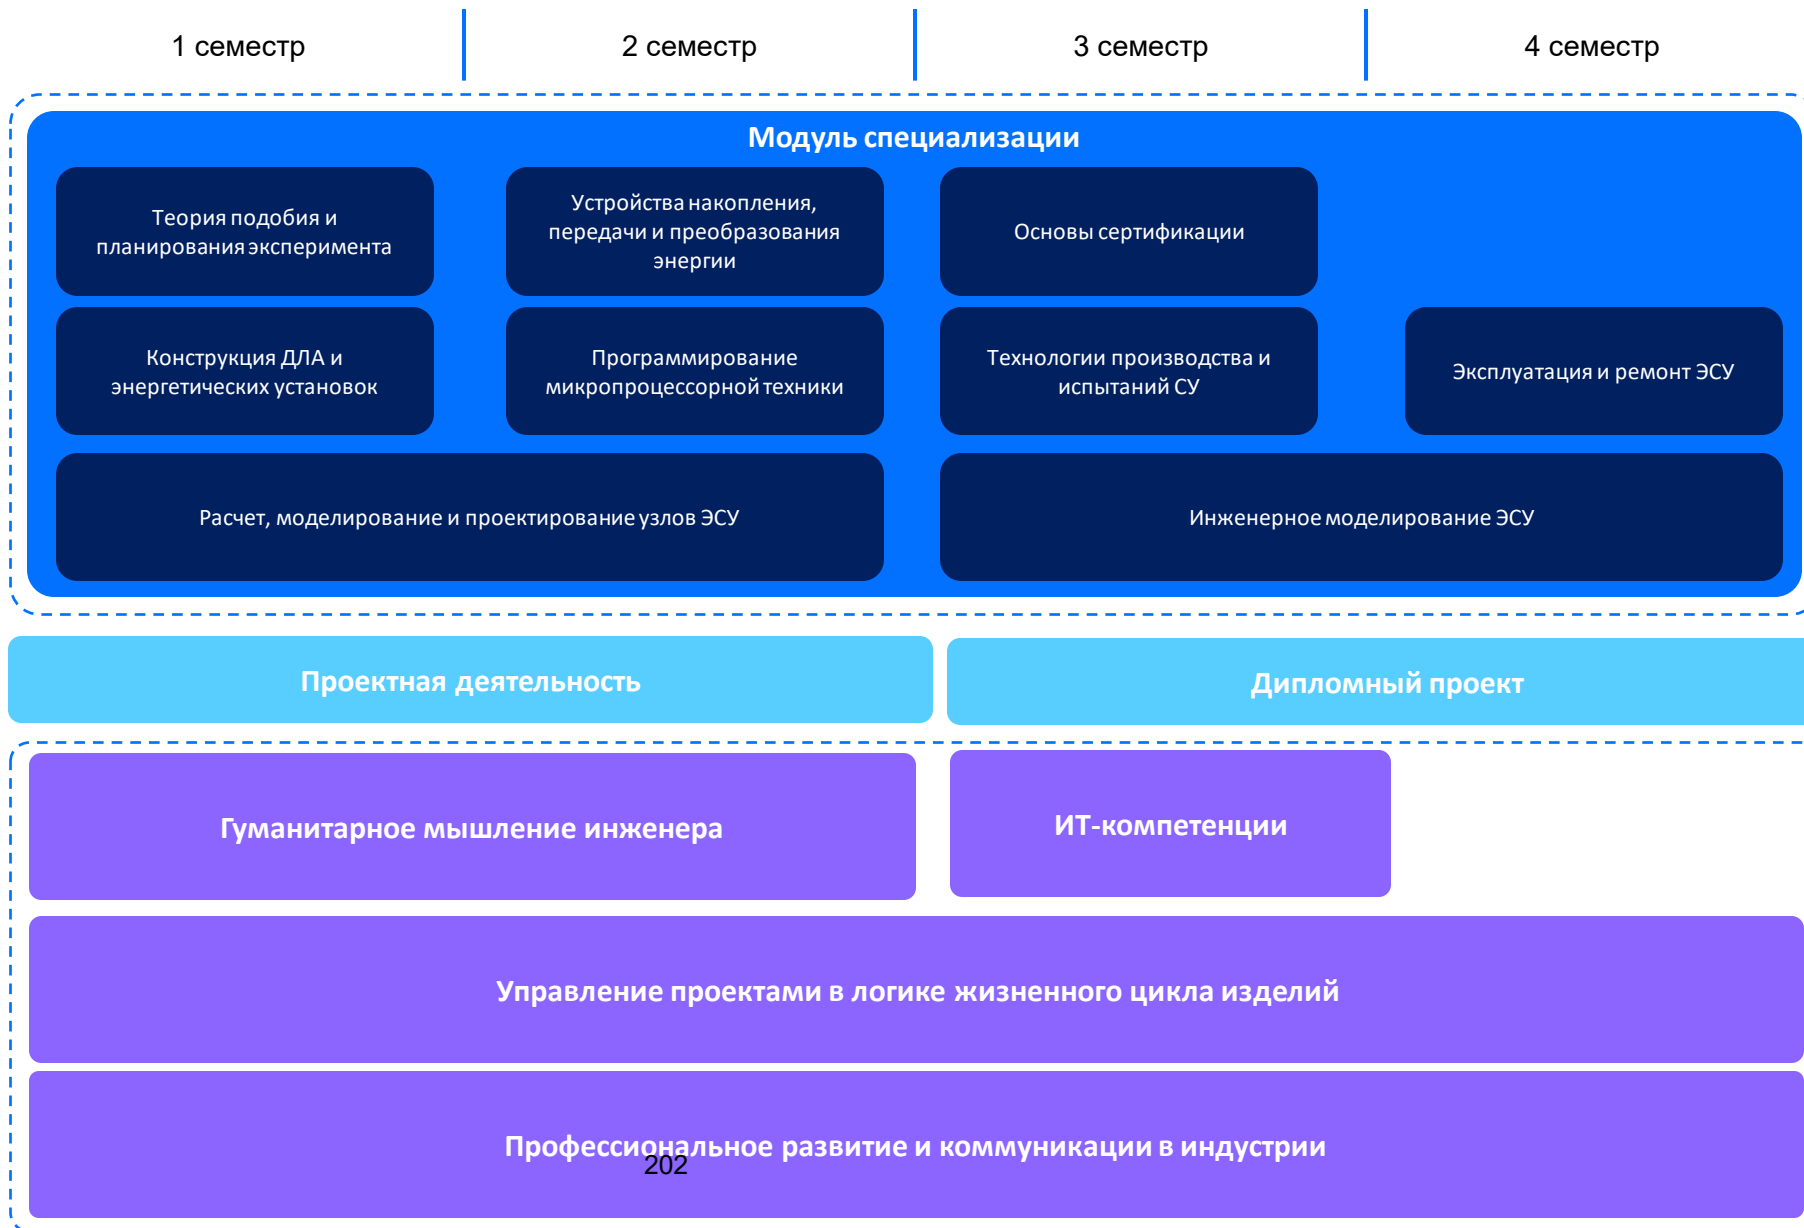 1 семестр
2 семестр
3 семестр
4 семестр
Модуль специализации
Теория подобия и
планирования эксперимента
Устройства накопления,
передачи и преобразования
энергии
Основы сертификации
Конструкция ДЛА и
энергетических установок
Программирование
микропроцессорной техники
Технологии производства и
испытаний СУ
Эксплуатация и ремонт ЭСУ
Расчет, моделирование и проектирование узлов ЭСУ
Инженерное моделирование ЭСУ
Проектная деятельность
Дипломный проект
Гуманитарное мышление инженера
ИТ-компетенции
Управление проектами в логике жизненного цикла изделий
Профессиональное развитие и коммуникации в индустрии
202